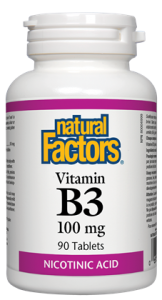 natural
Factors®
Vitamin
B3
100 mg
90 Tablets
NICOTINIC ACID